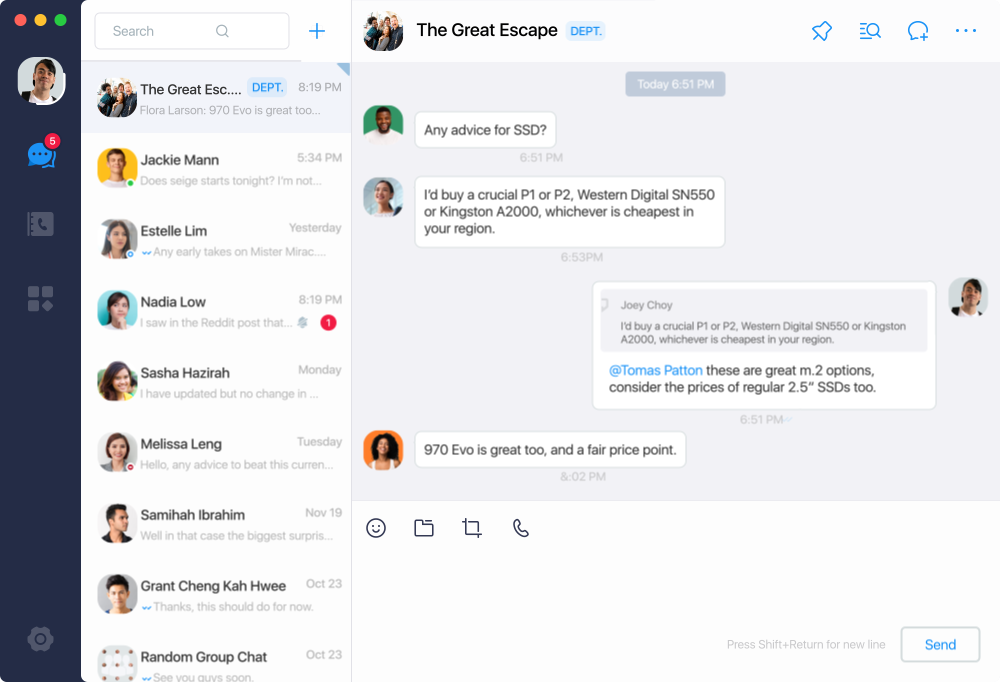 5
Search
The Great Esc.... DEPT. 8:19 PM
Flora Larson: 970 Evo is great too...
Jackie Mann 5:34 PM
Does seige starts tonight? I'm not...
Estelle Lim Yesterday
Any early takes on Mister Mirac....
Nadia Low 8:19 PM
I saw in the Reddit post that... 1
Sasha Hazirah Monday
I have updated but no change in ...
Melissa Leng Tuesday
Hello, any advice to beat this curren...
Samihah Ibrahim Nov 19
Well in that case the biggest surpris...
Grant Cheng Kah Hwee Oct 23
Thanks, this should do for now.
Random Group Chat Oct 23
See you guys soon.
The Great Escape DEPT.
Today 6:51 PM
Any advice for SSD?
6:51 PM
I'd buy a crucial P1 or P2, Western Digital SN550
or Kingston A2000, whichever is cheapest in
your region.
6:53PM
Joey Choy
I'd buy a crucial P1 or P2, Western Digital SN550 or Kingston
A2000, whichever is cheapest in your region.
@Tomas Patton these are great m.2 options,
consider the prices of regular 2.5” SSDs too.
6:51 PM
970 Evo is great too, and a fair price point.
&:02 PM
Press Shift+Return for new line
Send